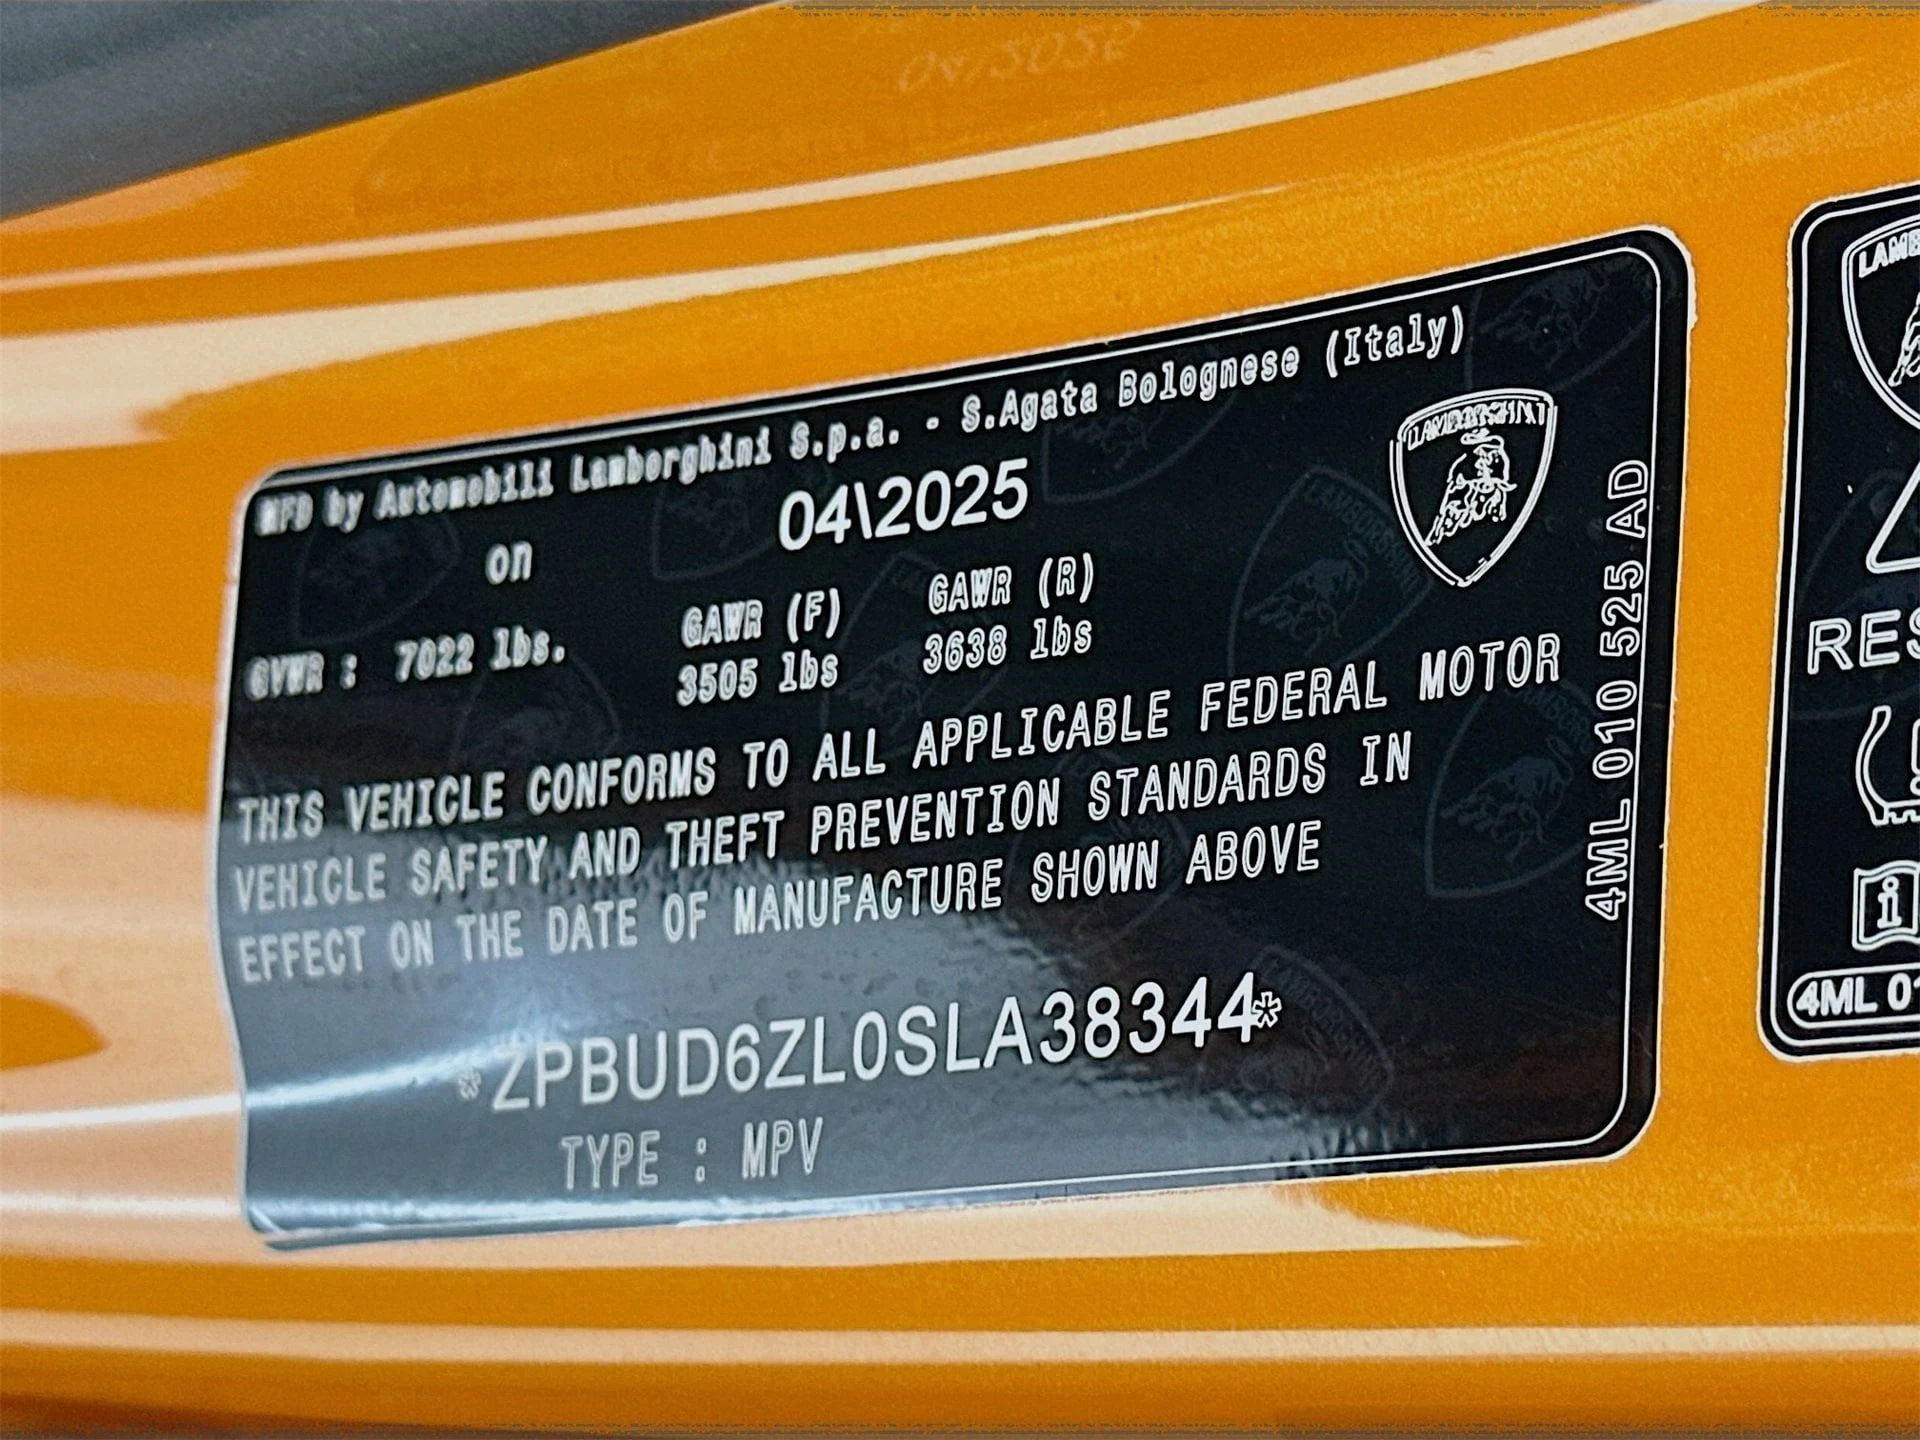 MFD by Automobili Lamborghini S.p.a. - S.Agata Bolognese (Italy)
on 04\2025
GVWR : 7022 lbs.
GAWR (F)
3505 lbs
GAWR (R)
3638 lbs
THIS VEHICLE CONFORMS TO ALL APPLICABLE FEDERAL MOTOR
VEHICLE SAFETY AND THEFT PREVENTION STANDARDS IN
EFFECT ON THE DATE OF MANUFACTURE SHOWN ABOVE
*ZPBUD6ZL0SLA38344*
TYPE : MPV
LAMBORGHINI
4ML 010 525 AD
LAMB
RES
4ML 01